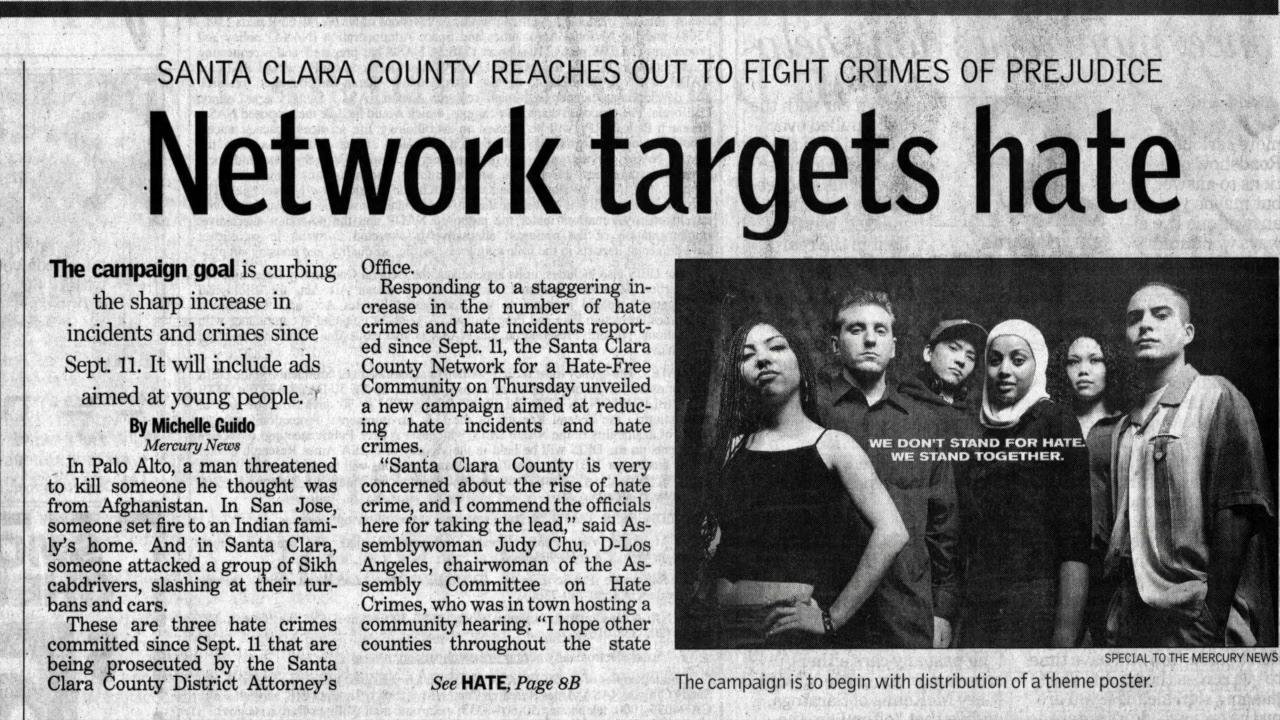 SANTA CLARA COUNTY REACHES OUT TO FIGHT CRIMES OF PREJUDICE
Network targets hate
The campaign goal is curbing
the sharp increase in
incidents and crimes since
Sept. 11. It will include ads
aimed at young people.
By Michelle Guido
Mercury News
In Palo Alto, a man threatened
to kill someone he thought was
from Afghanistan. In San Jose,
someone set fire to an Indian fami-
ly's home. And in Santa Clara,
someone attacked a group of Sikh
cabdrivers, slashing at their tur-
bans and cars.
These are three hate crimes
committed since Sept. 11 that are
being prosecuted by the Santa
Clara County District Attorney's
Office.
Responding to a staggering in-
crease in the number of hate
crimes and hate incidents report-
ed since Sept. 11, the Santa Clara
County Network for a Hate-Free
Community on Thursday unveiled
a new campaign aimed at reduc-
ing hate incidents and hate
crimes.
"Santa Clara County is very
concerned about the rise of hate
crime, and I commend the officials
here for taking the lead," said As-
semblywoman Judy Chu, D-Los
Angeles, chairwoman of the As-
sembly Committee on Hate
Crimes, who was in town hosting a
community hearing. "I hope other
counties throughout the state
See HATE, Page 8B
WE DON'T STAND FOR HATE.
WE STAND TOGETHER.
SPECIAL TO THE MERCURY NEWS
The campaign is to begin with distribution of a theme poster.